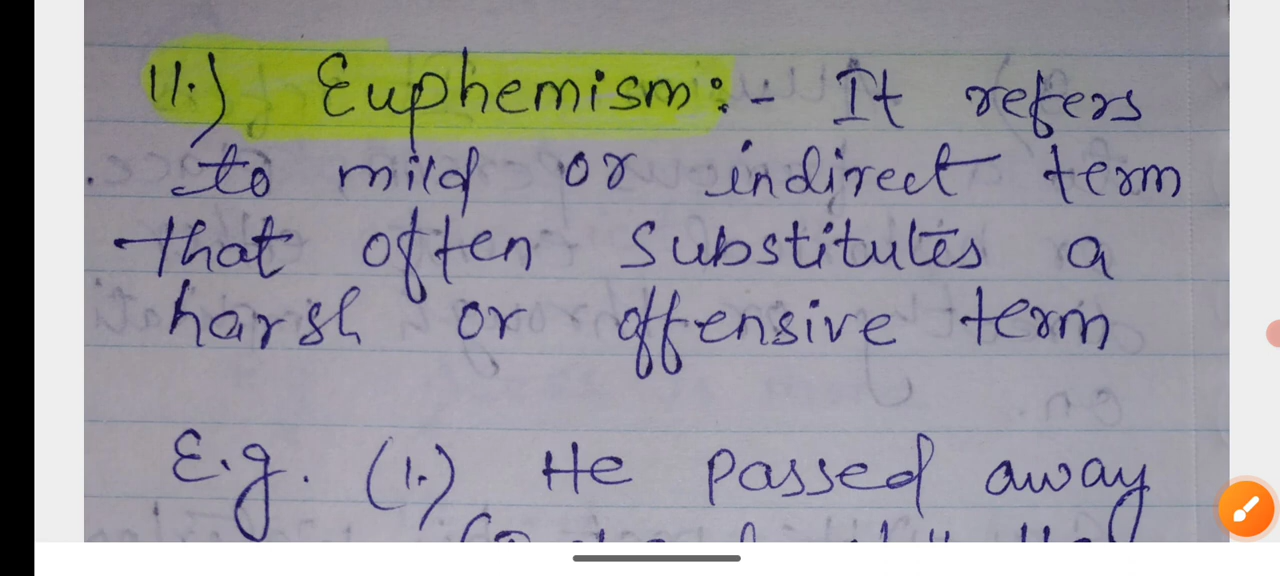 11.) Euphemism:- It refers
to mild or indirect term
that often substitutes a
harsh or offensive term
E.g. (1.) He passed away